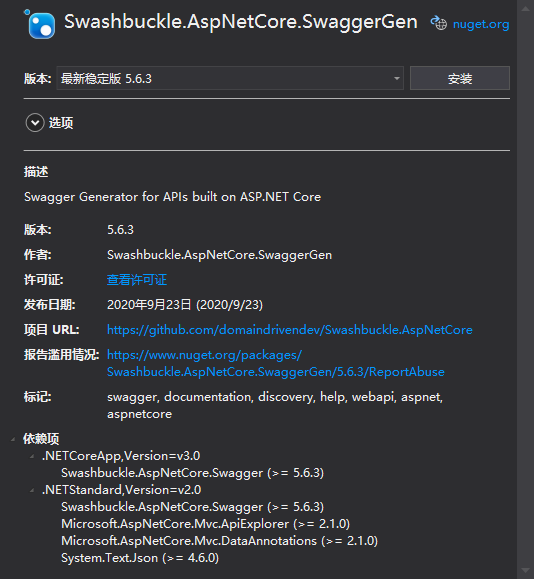 Swashbuckle.AspNetCore.SwaggerGen nuget.org
版本: 最新稳定版 5.6.3 安装
选项
描述
Swagger Generator for APIs built on ASP.NET Core
版本: 5.6.3
作者: Swashbuckle.AspNetCore.SwaggerGen
许可证: 查看许可证
发布日期: 2020年9月23日 (2020/9/23)
项目 URL: https://github.com/domaindrivendev/Swashbuckle.AspNetCore
报告滥用情况: https://www.nuget.org/packages/
Swashbuckle.AspNetCore.SwaggerGen/5.6.3/ReportAbuse
标记: swagger, documentation, discovery, help, webapi, aspnet,
aspnetcore
依赖项
.NETCoreApp,Version=v3.0
Swashbuckle.AspNetCore.Swagger (>= 5.6.3)
.NETStandard,Version=v2.0
Swashbuckle.AspNetCore.Swagger (>= 5.6.3)
Microsoft.AspNetCore.Mvc.ApiExplorer (>= 2.1.0)
Microsoft.AspNetCore.Mvc.DataAnnotations (>= 2.1.0)
System.Text.Json (>= 4.6.0)